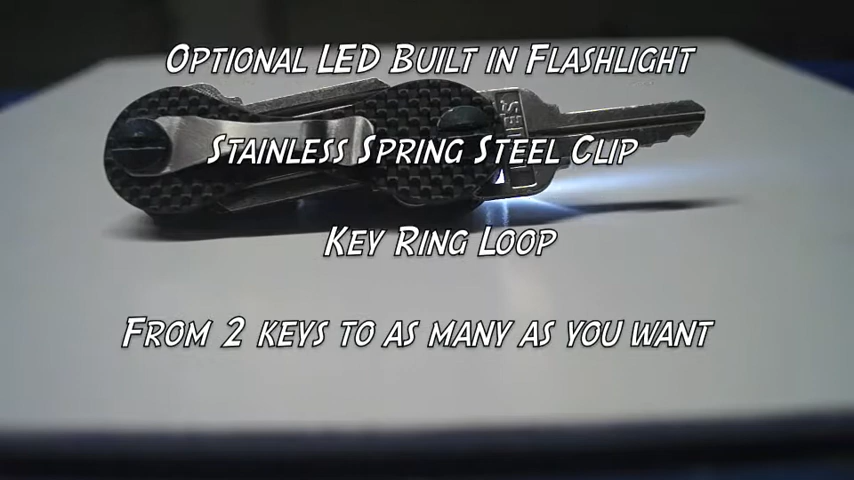 Optional LED Built in Flashlight
Stainless Spring Steel Clip
Key Ring Loop
From 2 keys to as many as you want